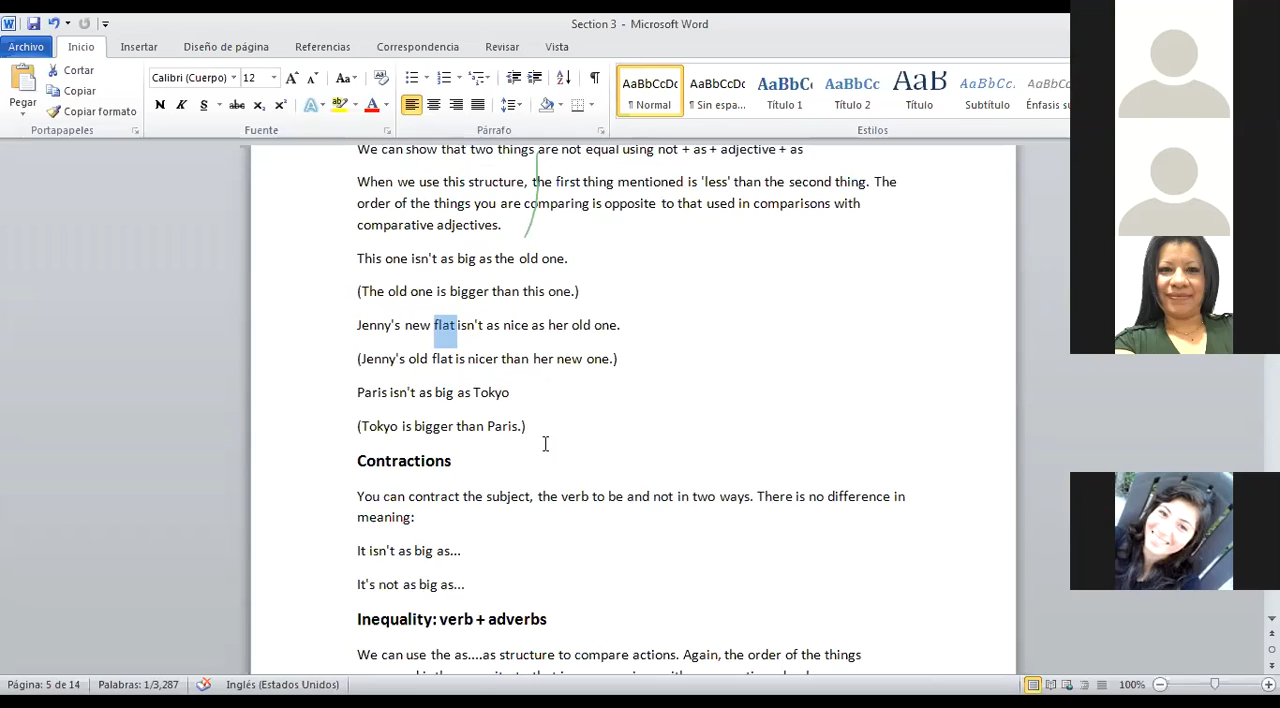 Section 3 - Microsoft Word
Archivo Inicio Insertar Diseño de página Referencias Correspondencia Revisar Vista
Pegar
Cortar
Copiar
Copiar formato
Portapapeles
Calibri (Cuerpo) 12
Fuente
Párrafo
AaBbCcDc AaBbCcDc AaBbC AaBbCc AaB AaBbCc
¶ Normal ¶ Sin espa... Título 1 Título 2 Título Subtítulo Énfasis
Estilos
We can show that two things are not equal using not + as + adjective + as
When we use this structure, the first thing mentioned is 'less' than the second thing. The
order of the things you are comparing is opposite to that used in comparisons with
comparative adjectives.
This one isn't as big as the old one.
(The old one is bigger than this one.)
Jenny's new flat isn't as nice as her old one.
(Jenny's old flat is nicer than her new one.)
Paris isn't as big as Tokyo
(Tokyo is bigger than Paris.)
Contractions
You can contract the subject, the verb to be and not in two ways. There is no difference in
meaning:
It isn't as big as...
It's not as big as...
Inequality: verb + adverbs
We can use the as....as structure to compare actions. Again, the order of the things
Página: 5 de 14 Palabras: 1/3,287 Inglés (Estados Unidos) 100%